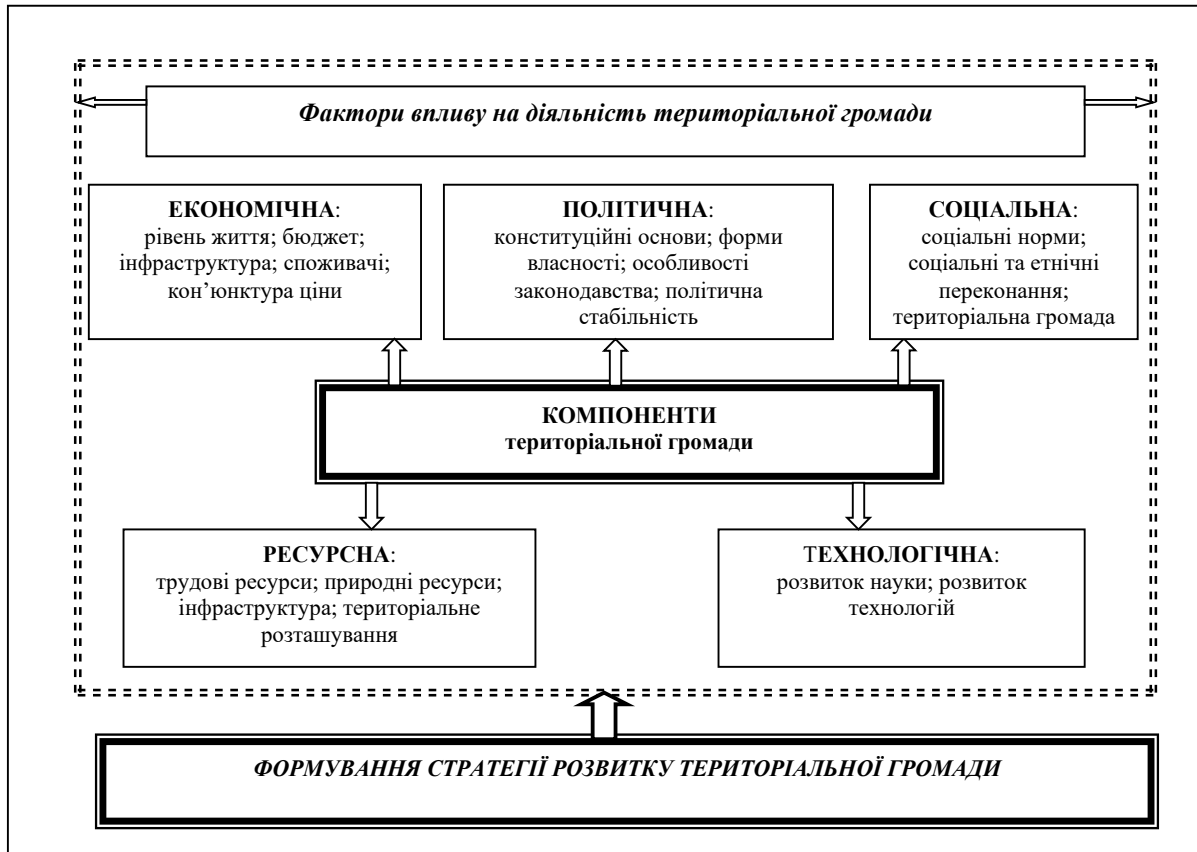 Фактори впливу на діяльність територіальної громади
ЕКОНОМІЧНА:
рівень життя; бюджет;
інфраструктура; споживачі;
кон’юнктура ціни
ПОЛІТИЧНА:
конституційні основи; форми
власності; особливості
законодавства; політична
стабільність
СОЦІАЛЬНА:
соціальні норми;
соціальні та етнічні
переконання;
територіальна громада
КОМПОНЕНТИ
територіальної громади
РЕСУРСНА:
трудові ресурси; природні ресурси;
інфраструктура; територіальне
розташування
ТЕХНОЛОГІЧНА:
розвиток науки; розвиток
технологій
ФОРМУВАННЯ СТРАТЕГІЇ РОЗВИТКУ ТЕРИТОРІАЛЬНОЇ ГРОМАДИ